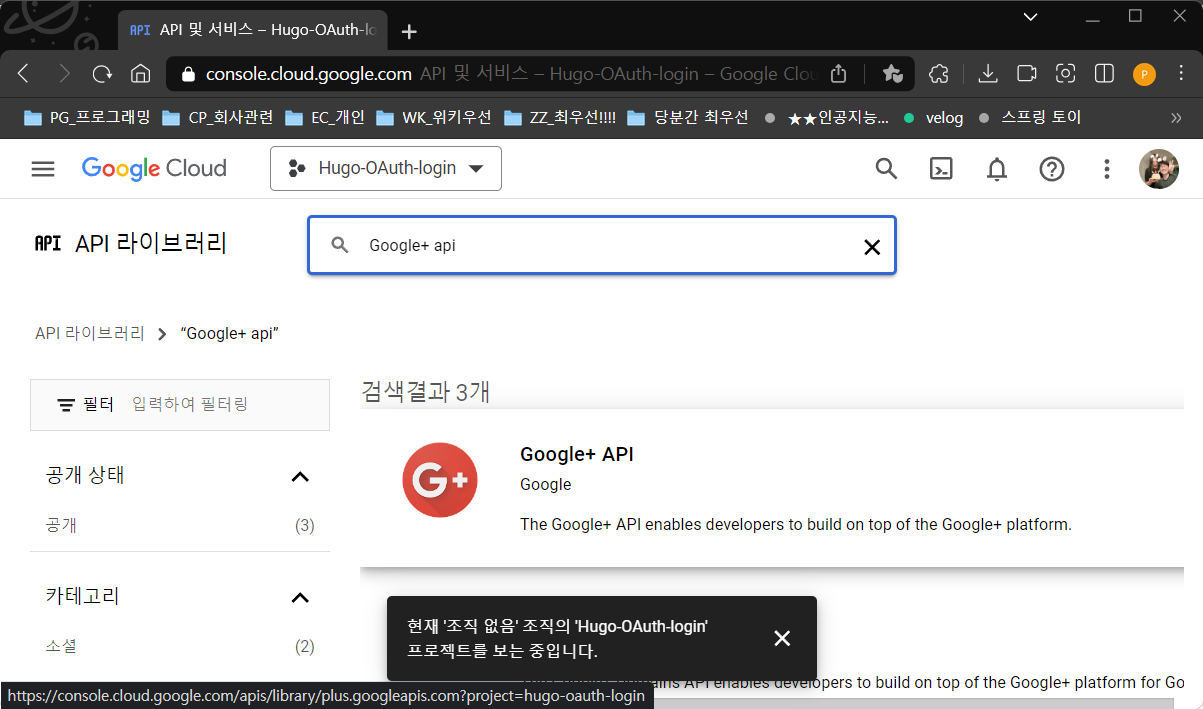 API API 및 서비스 – Hugo-OAuth-lo
console.cloud.google.com API 및 서비스 – Hugo-OAuth-login – Google Clou
P
PG_프로그래밍 CP_회사관련 EC_개인 WK_위키우선 ZZ_최우선!!!! 당분간 최우선 ★★인공지능... velog 스프링 토이 »
Google Cloud Hugo-OAuth-login
API API 라이브러리 Google+ api
API 라이브러리 “Google+ api”
필터 입력하여 필터링
공개 상태
공개 (3)
카테고리
소셜 (2)
검색결과 3개
G+
Google+ API
Google
The Google+ API enables developers to build on top of the Google+ platform.
현재 '조직 없음' 조직의 'Hugo-OAuth-login'
프로젝트를 보는 중입니다.
API enables developers to build on top of the Google+ platform for Go
https://console.cloud.google.com/apis/library/plus.googleapis.com?project=hugo-oauth-login